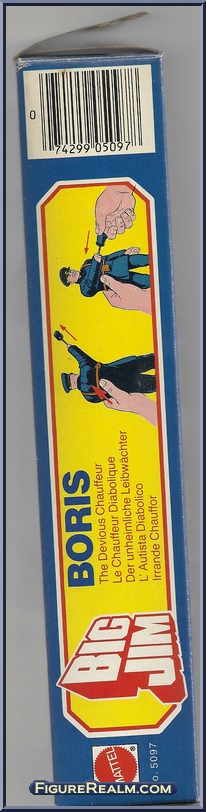 0
74299 05097
BORIS
The Devious Chauffeur
Le Chauffeur Diabolique
Der unheimliche Leibwächter
L' Autista Diabolico
Irrande Chauffor
BIG
JIM
MATTEL
®
o. 5097
FIGUREREALM.COM